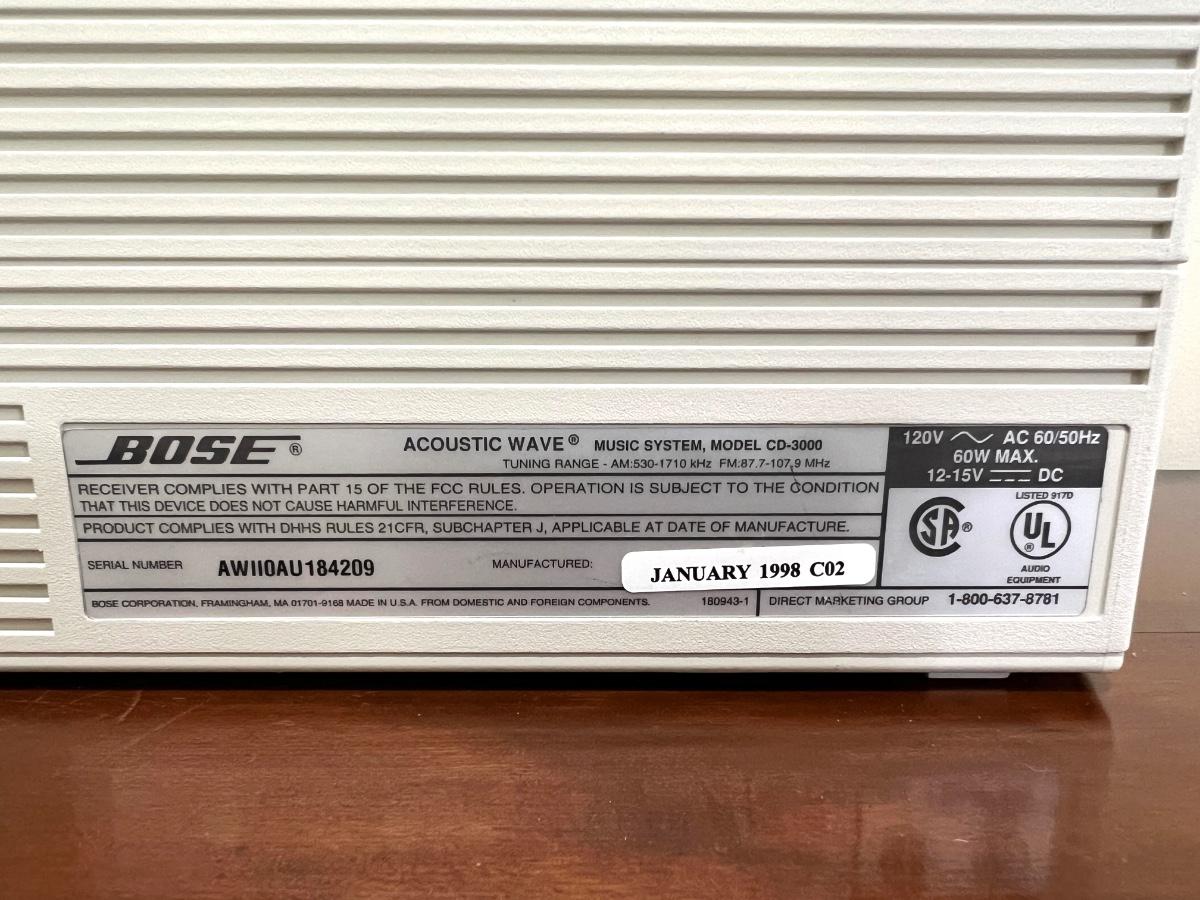 BOSE®
ACOUSTIC WAVE® MUSIC SYSTEM, MODEL CD-3000
TUNING RANGE - AM:530-1710 kHz FM:87.7-107.9 MHz
RECEIVER COMPLIES WITH PART 15 OF THE FCC RULES. OPERATION IS SUBJECT TO THE CONDITION
THAT THIS DEVICE DOES NOT CAUSE HARMFUL INTERFERENCE.
PRODUCT COMPLIES WITH DHHS RULES 21CFR, SUBCHAPTER J, APPLICABLE AT DATE OF MANUFACTURE.
SERIAL NUMBER AWII0AU184209 MANUFACTURED: JANUARY 1998 C02
BOSE CORPORATION, FRAMINGHAM, MA 01701-9168 MADE IN U.S.A. FROM DOMESTIC AND FOREIGN COMPONENTS. 180943-1
DIRECT MARKETING GROUP 1-800-637-8781
120V AC 60/50Hz
60W MAX.
12-15V DC
SA®
LISTED 917D
UL®
AUDIO
EQUIPMENT